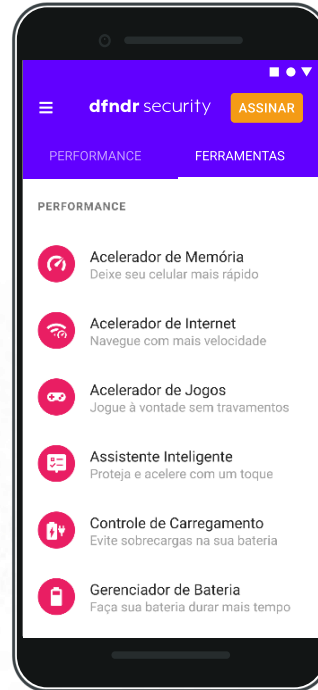 dfndr security
ASSINAR
PERFORMANCE
FERRAMENTAS
PERFORMANCE
Acelerador de Memória
Deixe seu celular mais rápido
Acelerador de Internet
Navegue com mais velocidade
Acelerador de Jogos
Jogue à vontade sem travamentos
Assistente Inteligente
Proteja e acelere com um toque
Controle de Carregamento
Evite sobrecargas na sua bateria
Gerenciador de Bateria
Faça sua bateria durar mais tempo